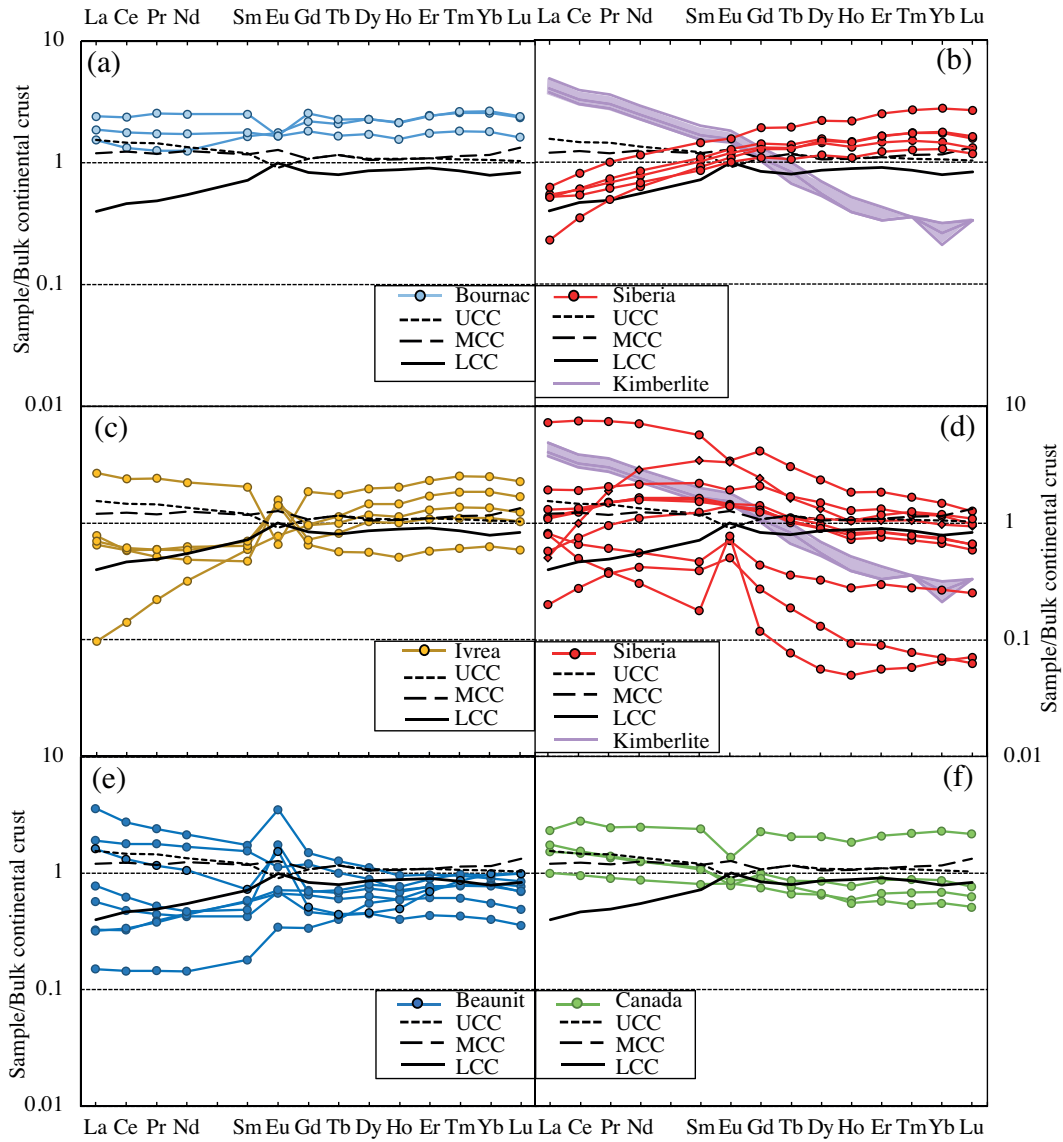 La Ce Pr Nd Sm Eu Gd Tb Dy Ho Er Tm Yb Lu
La Ce Pr Nd Sm Eu Gd Tb Dy Ho Er Tm Yb Lu
10
1
0.1
0.01
Sample/Bulk continental crust
(a)
Bournac
UCC
MCC
LCC
(b)
Siberia
UCC
MCC
LCC
Kimberlite
(c)
Ivrea
UCC
MCC
LCC
(d)
Siberia
UCC
MCC
LCC
Kimberlite
10
1
0.1
0.01
Sample/Bulk continental crust
10
1
0.1
0.01
Sample/Bulk continental crust
(e)
Beaunit
UCC
MCC
LCC
(f)
Canada
UCC
MCC
LCC
La Ce Pr Nd Sm Eu Gd Tb Dy Ho Er Tm Yb Lu
La Ce Pr Nd Sm Eu Gd Tb Dy Ho Er Tm Yb Lu